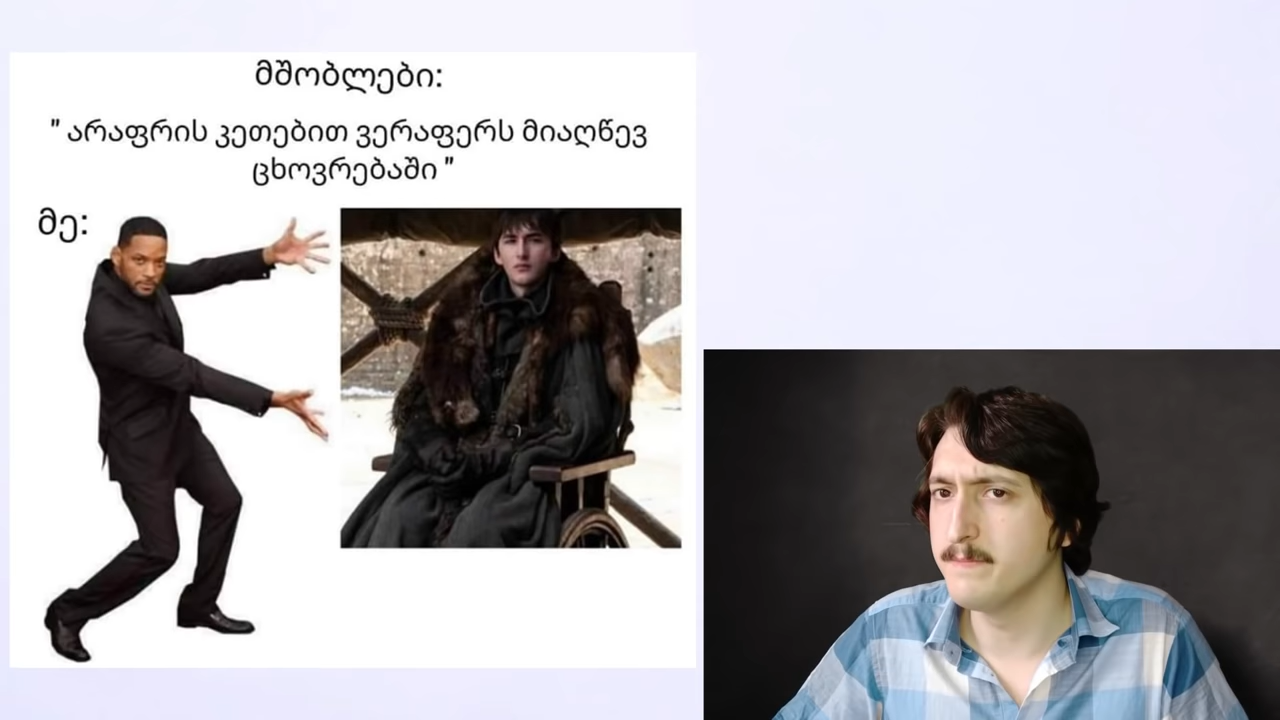 მშობლები:
" არაფრის კეთებით ვერაფერს მიაღწევ
ცხოვრებაში "
მე: